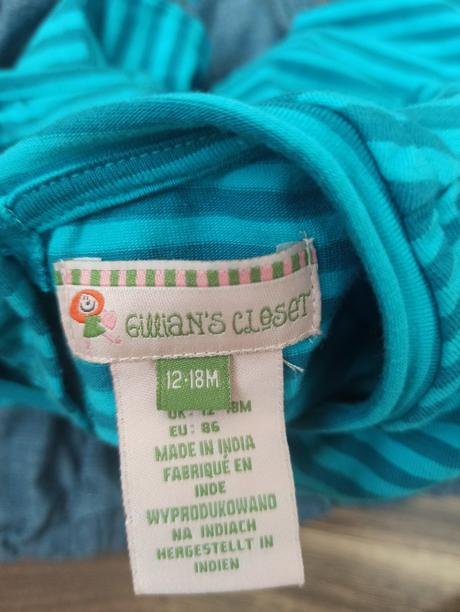 GiLLiAN'S CLOSET
12-18M
UK: 12-18M
EU: 86
MADE IN INDIA
FABRIQUÉ EN
INDE
WYPRODUKOWANO
NA INDIACH
HERGESTELLT IN
INDIEN